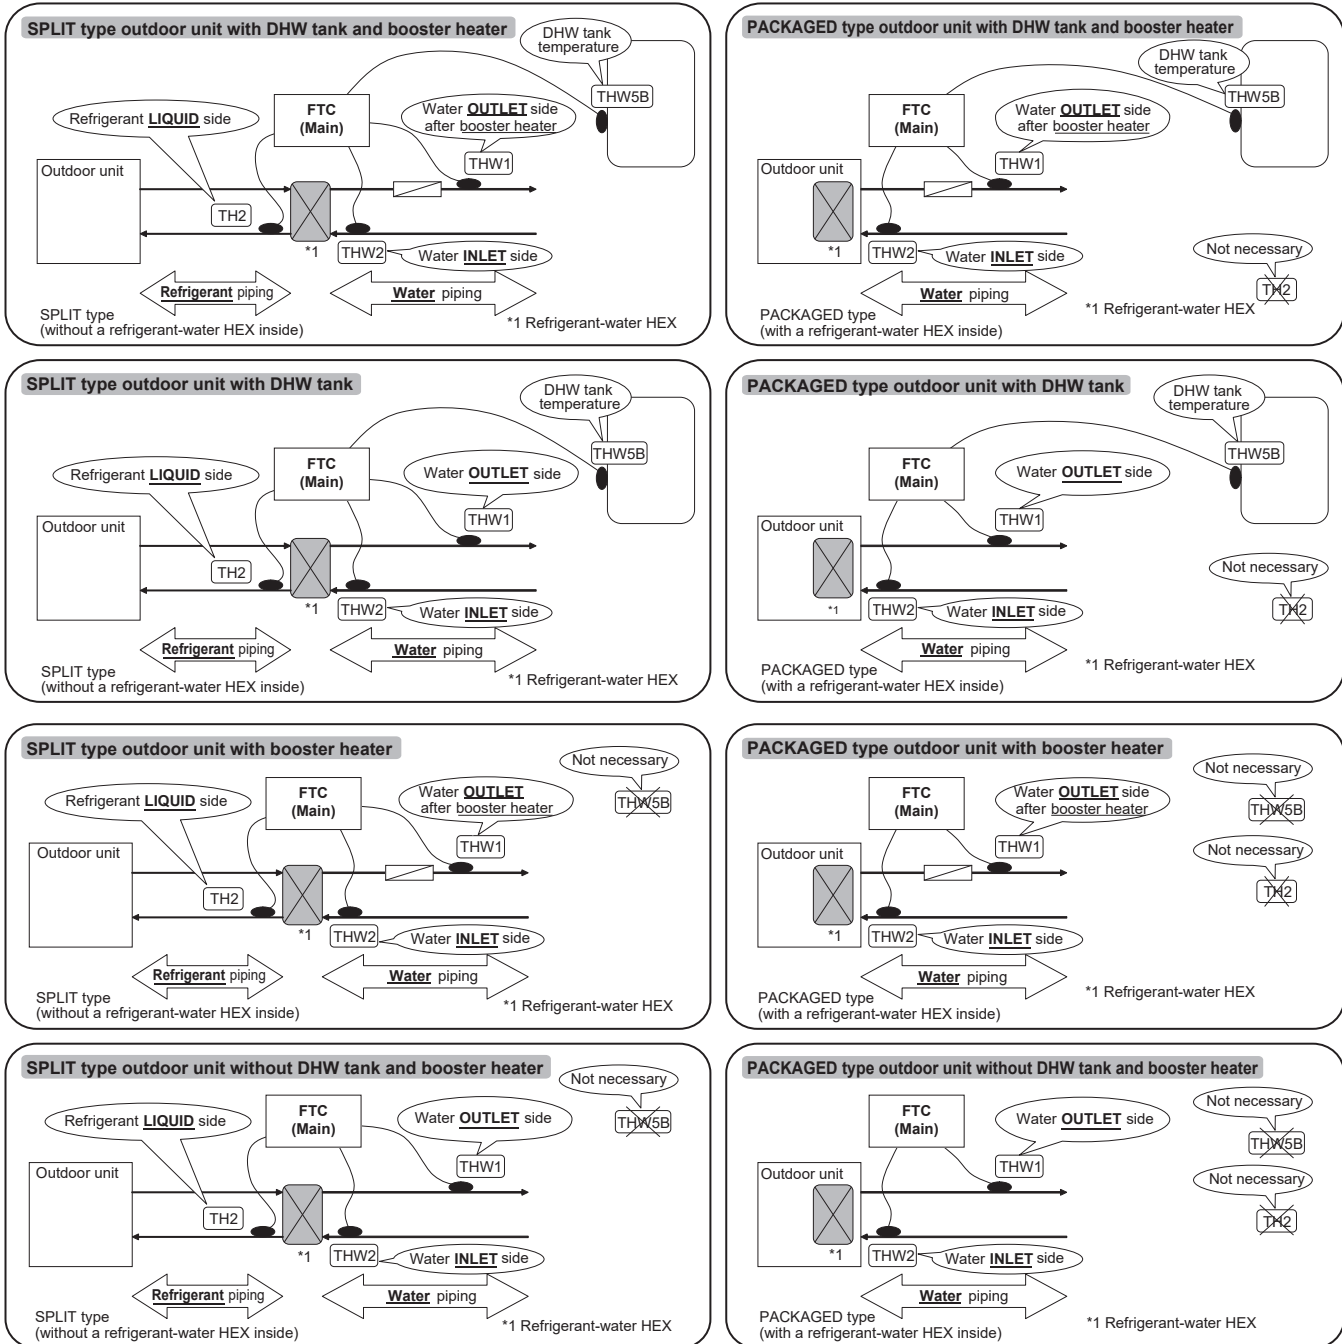 SPLIT type outdoor unit with DHW tank and booster heater
DHW tank
temperature
THW5B
FTC
(Main)
Water OUTLET side
after booster heater
THW1
Refrigerant LIQUID side
Outdoor unit
TH2
*1
THW2
Water INLET side
Refrigerant piping
Water piping
SPLIT type
(without a refrigerant-water HEX inside)
*1 Refrigerant-water HEX
PACKAGED type outdoor unit with DHW tank and booster heater
DHW tank
temperature
THW5B
FTC
(Main)
Water OUTLET side
after booster heater
THW1
Outdoor unit
*1
THW2
Water INLET side
Not necessary
TH2
Water piping
PACKAGED type
(with a refrigerant-water HEX inside)
*1 Refrigerant-water HEX
SPLIT type outdoor unit with DHW tank
DHW tank
temperature
THW5B
FTC
(Main)
Water OUTLET side
THW1
Refrigerant LIQUID side
Outdoor unit
TH2
*1
THW2
Water INLET side
Refrigerant piping
Water piping
SPLIT type
(without a refrigerant-water HEX inside)
*1 Refrigerant-water HEX
PACKAGED type outdoor unit with DHW tank
DHW tank
temperature
THW5B
FTC
(Main)
Water OUTLET side
THW1
Outdoor unit
*1
THW2
Water INLET side
Not necessary
TH2
Water piping
PACKAGED type
(with a refrigerant-water HEX inside)
*1 Refrigerant-water HEX
SPLIT type outdoor unit with booster heater
Not necessary
THW5B
FTC
(Main)
Water OUTLET
after booster heater
THW1
Refrigerant LIQUID side
Outdoor unit
TH2
*1
THW2
Water INLET side
Refrigerant piping
Water piping
SPLIT type
(without a refrigerant-water HEX inside)
*1 Refrigerant-water HEX
PACKAGED type outdoor unit with booster heater
Not necessary
THW5B
FTC
(Main)
Water OUTLET side
after booster heater
THW1
Not necessary
TH2
Outdoor unit
*1
THW2
Water INLET side
Water piping
PACKAGED type
(with a refrigerant-water HEX inside)
*1 Refrigerant-water HEX
SPLIT type outdoor unit without DHW tank and booster heater
Not necessary
THW5B
FTC
(Main)
Water OUTLET side
THW1
Refrigerant LIQUID side
Outdoor unit
TH2
*1
THW2
Water INLET side
Refrigerant piping
Water piping
SPLIT type
(without a refrigerant-water HEX inside)
*1 Refrigerant-water HEX
PACKAGED type outdoor unit without DHW tank and booster heater
Not necessary
THW5B
FTC
(Main)
Water OUTLET side
THW1
Not necessary
TH2
Outdoor unit
*1
THW2
Water INLET side
Water piping
PACKAGED type
(with a refrigerant-water HEX inside)
*1 Refrigerant-water HEX